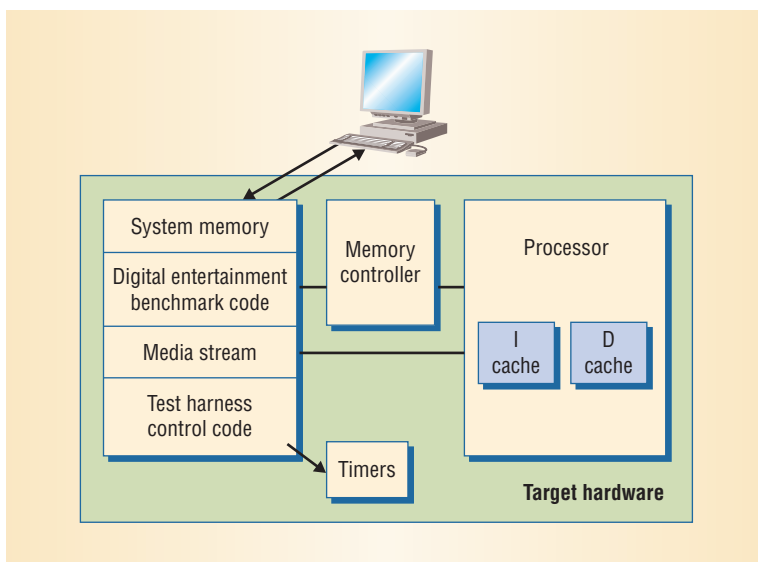 System memory
Digital entertainment
benchmark code
Media stream
Test harness
control code
Memory
controller
Timers
Processor
I
cache
D
cache
Target hardware